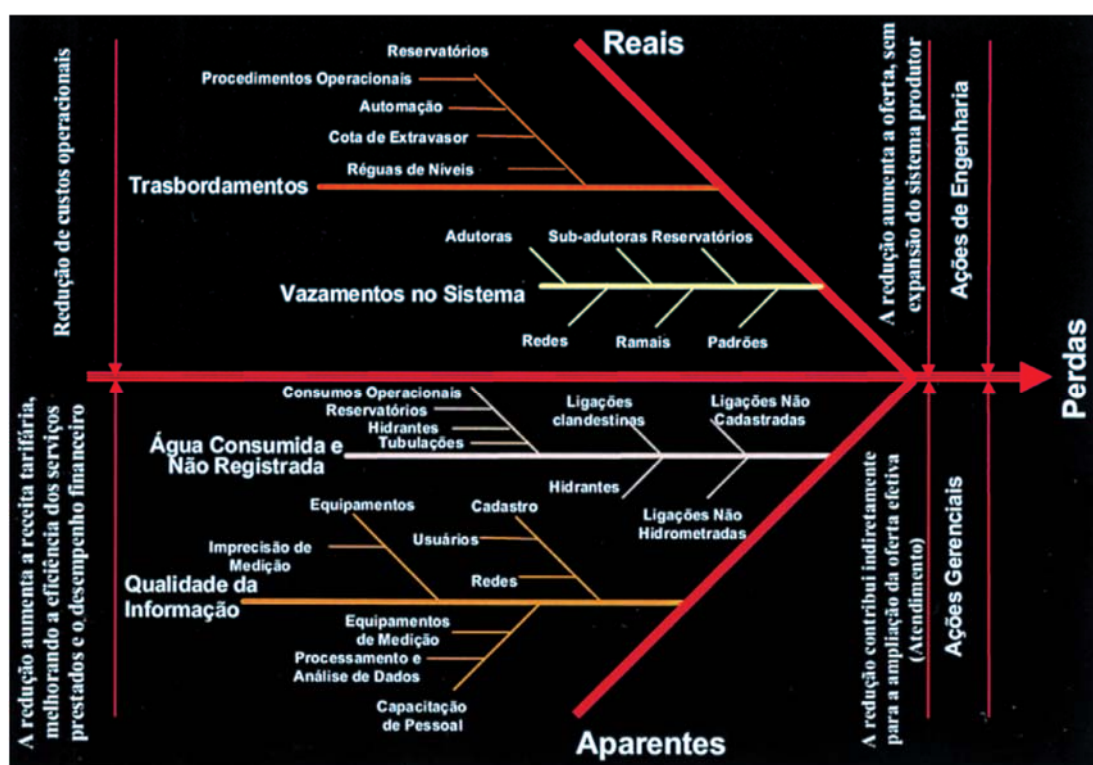 Reais
Reservatórios
Procedimentos Operacionais
Automação
Cota de Extravasor
Réguas de Níveis
Trasbordamentos
Adutoras
Sub-adutoras Reservatórios
Vazamentos no Sistema
Redes
Ramais
Padrões
Redução de custos operacionais
A redução aumenta a oferta, sem
expansão do sistema produtor
Ações de Engenharia
Perdas
Consumos Operacionais
Reservatórios
Hidrantes
Tubulações
Ligações
clandestinas
Ligações Não
Cadastradas
Água Consumida e
Não Registrada
Hidrantes
Ligações Não
Hidrometradas
Equipamentos
Cadastro
Usuários
Imprecisão de
Medição
Redes
Qualidade da
Informação
Equipamentos
de Medição
Processamento e
Análise de Dados
Capacitação
de Pessoal
Aparentes
A redução aumenta a receita tarifária,
melhorando a eficiência dos serviços
prestados e o desempenho financeiro
A redução contribui indiretamente
para a ampliação da oferta efetiva
(Atendimento)
Ações Gerenciais